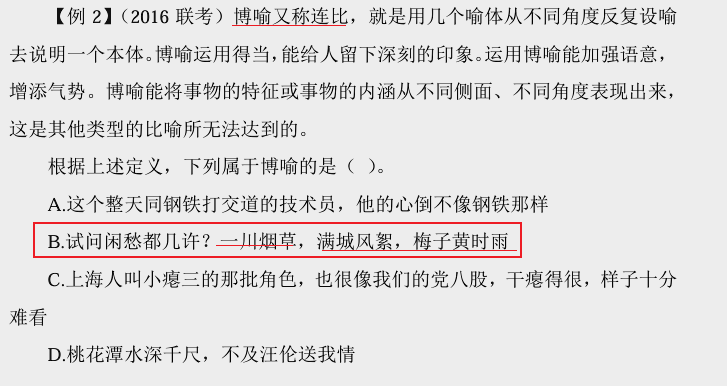 【例 2】（2016 联考）博喻又称连比，就是用几个喻体从不同角度反复设喻
去说明一个本体。博喻运用得当，能给人留下深刻的印象。运用博喻能加强语意，
增添气势。博喻能将事物的特征或事物的内涵从不同侧面、不同角度表现出来，
这是其他类型的比喻所无法达到的。
根据上述定义，下列属于博喻的是（ ）。
A.这个整天同钢铁打交道的技术员，他的心倒不像钢铁那样
B.试问闲愁都几许？一川烟草，满城风絮，梅子黄时雨
C.上海人叫小瘪三的那批角色，也很像我们的党八股，干瘪得很，样子十分
难看
D.桃花潭水深千尺，不及汪伦送我情